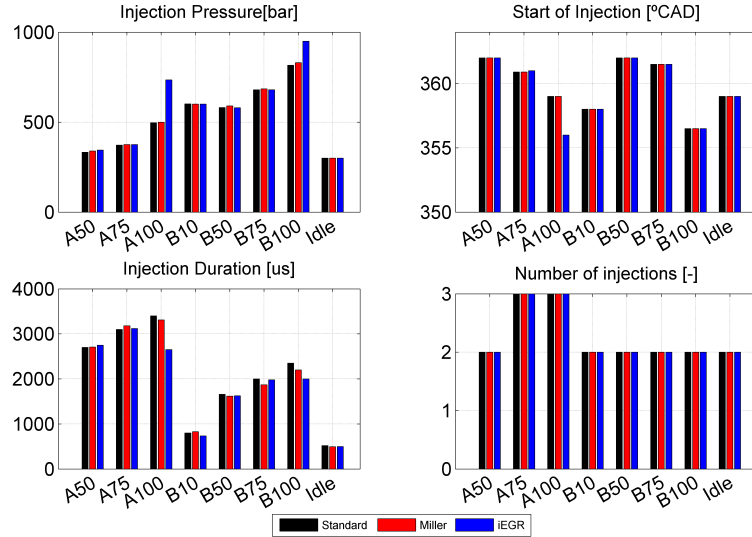 Injection Pressure[bar]
1000
500
0
A50 A75 A100 B10 B50 B75 B100 Idle
Start of Injection [ºCAD]
360
355
350
A50 A75 A100 B10 B50 B75 B100 Idle
Injection Duration [us]
4000
3000
2000
1000
0
A50 A75 A100 B10 B50 B75 B100 Idle
Number of injections [-]
3
2
1
0
A50 A75 A100 B10 B50 B75 B100 Idle
Standard Miller iEGR